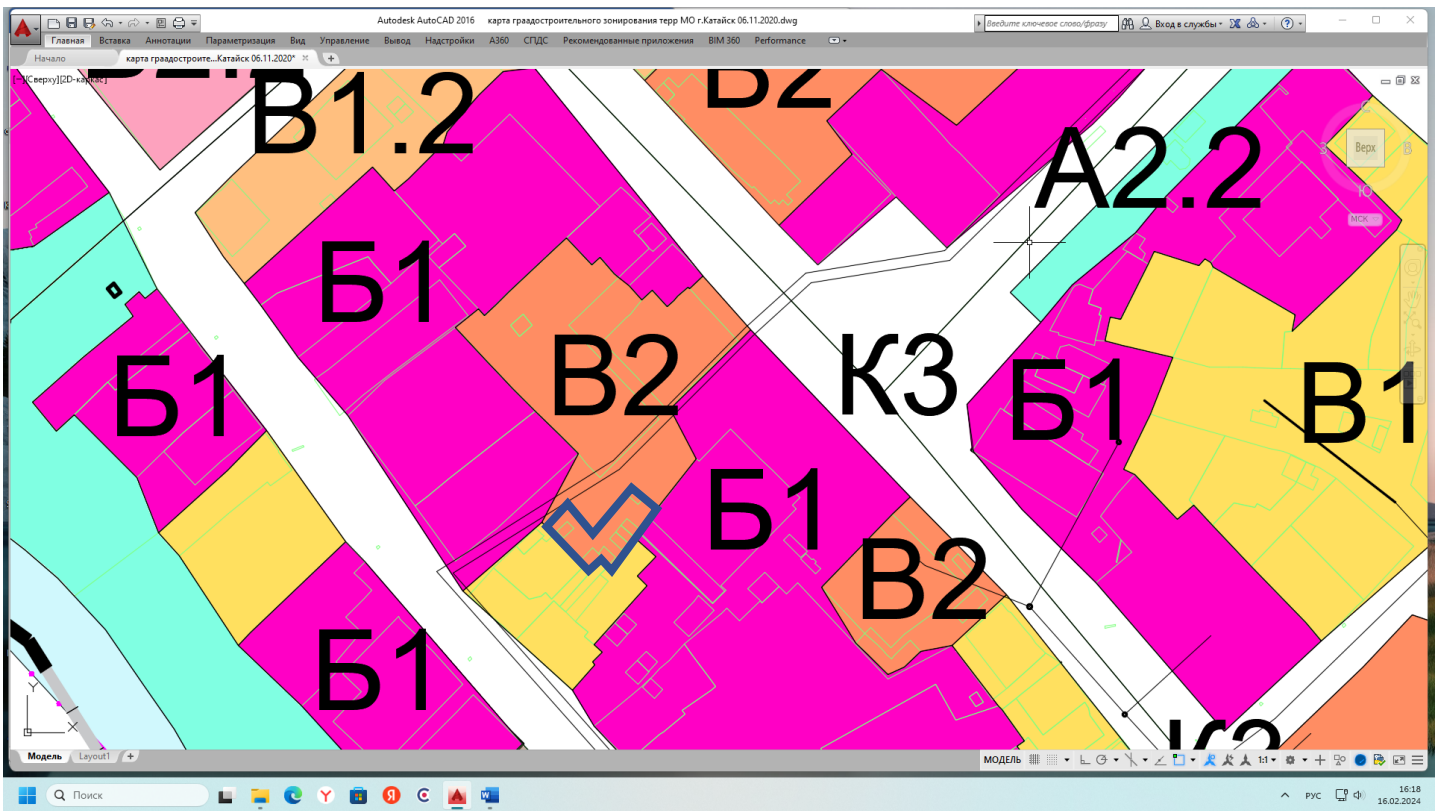 Autodesk AutoCAD 2016 карта граадостроительного зонирования терр МО г.Катайск 06.11.2020.dwg
Введите ключевое слово/фразу
Вход в службы
Главная Вставка Аннотации Параметризация Вид Управление Вывод Надстройки A360 СПДС Рекомендованные приложения BIM 360 Performance
Начало
карта граадостроите...Катайск 06.11.2020*
[−][Сверху][2D-каркас]
В1.2
В2
А2.2
С
З
Верх
В
Ю
МСК
Б1
В2
К3
Б1
Б1
В1
Б1
В2
Б1
Y
X
К3
Модель Layout1 +
МОДЕЛЬ
1:1
Поиск
РУС
16:18
16.02.2024